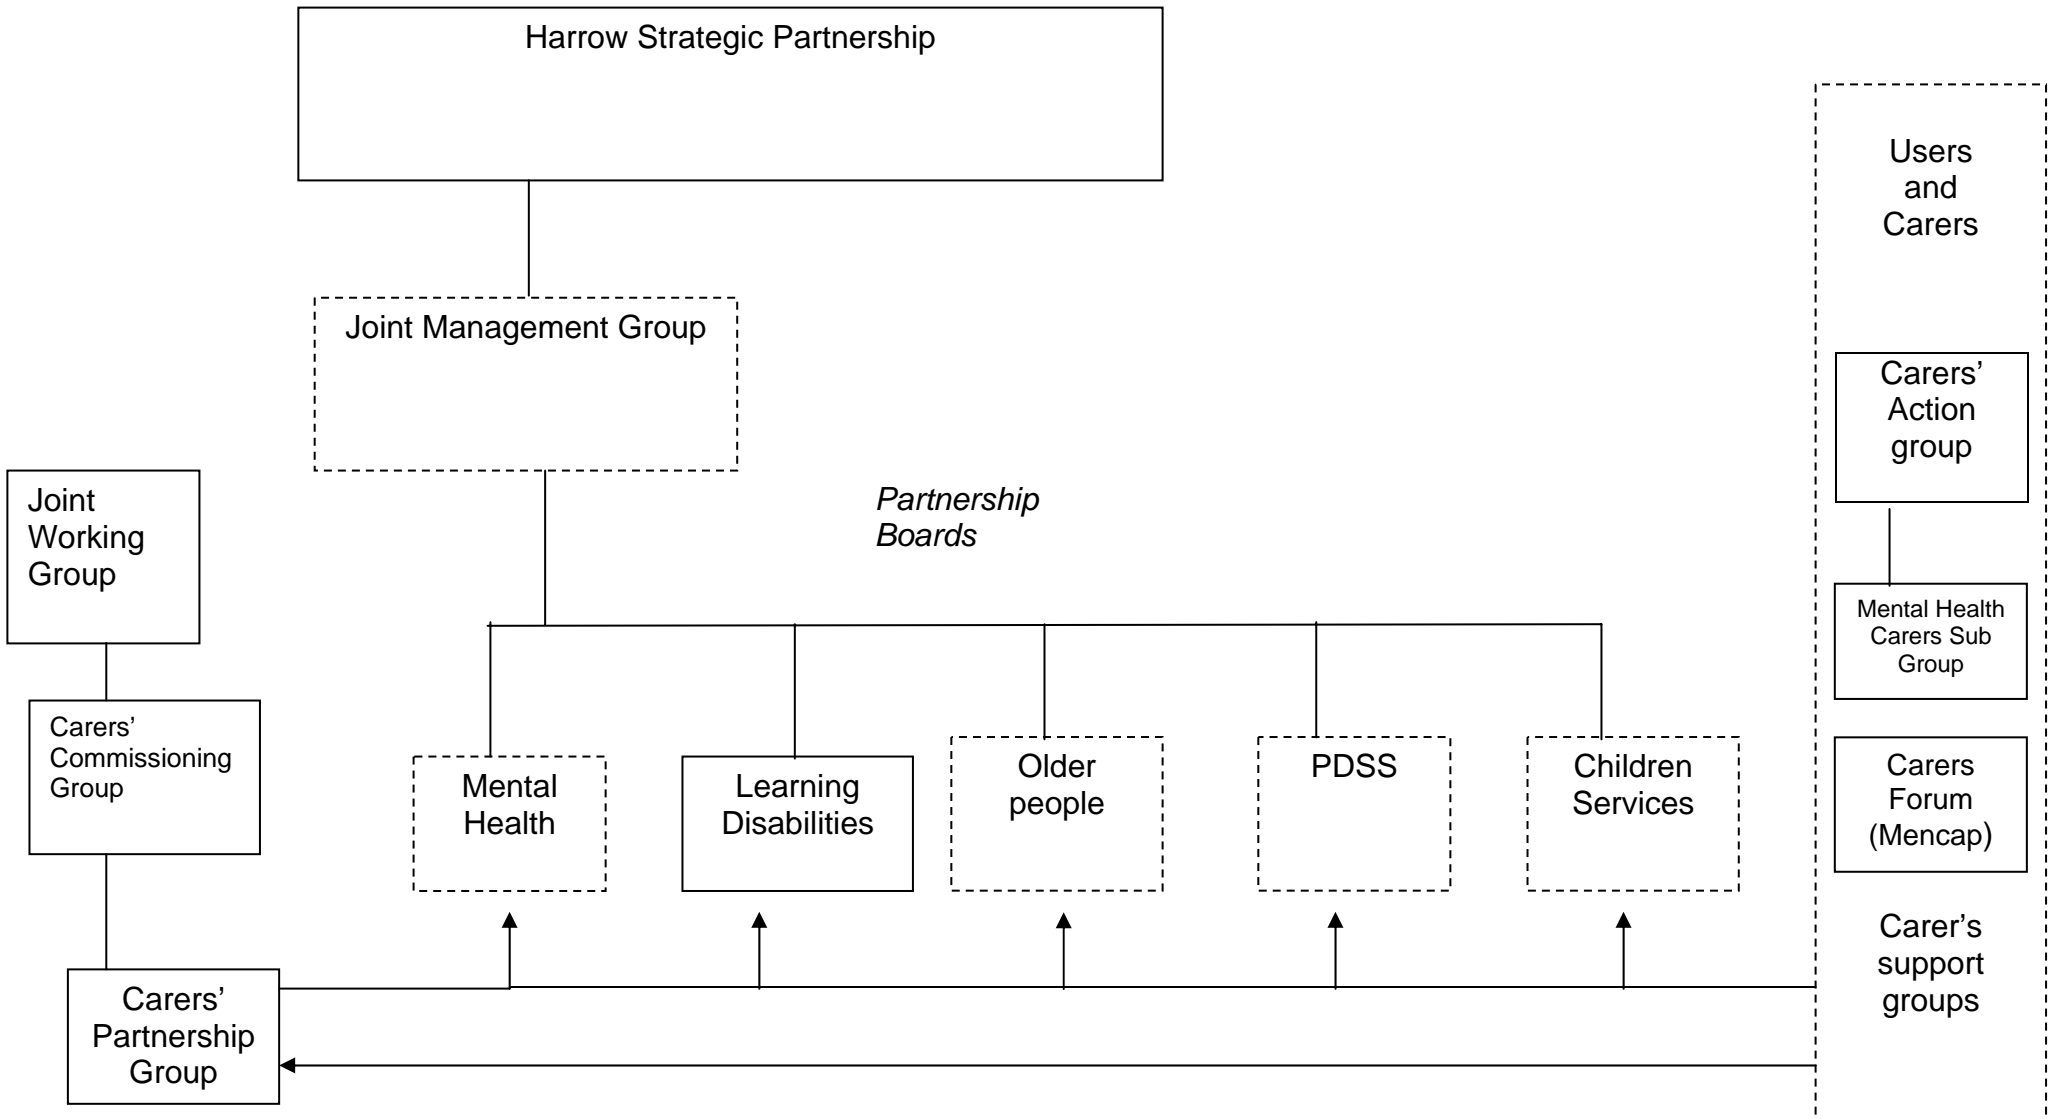 Harrow Strategic Partnership
Users
and
Carers
Joint Management Group
Carers’
Action
group
Partnership
Boards
Joint
Working
Group
Mental Health
Carers Sub
Group
Carers’
Commissioning
Group
Mental
Health
Learning
Disabilities
Older
people
PDSS
Children
Services
Carers
Forum
(Mencap)
Carer’s
support
groups
Carers’
Partnership
Group